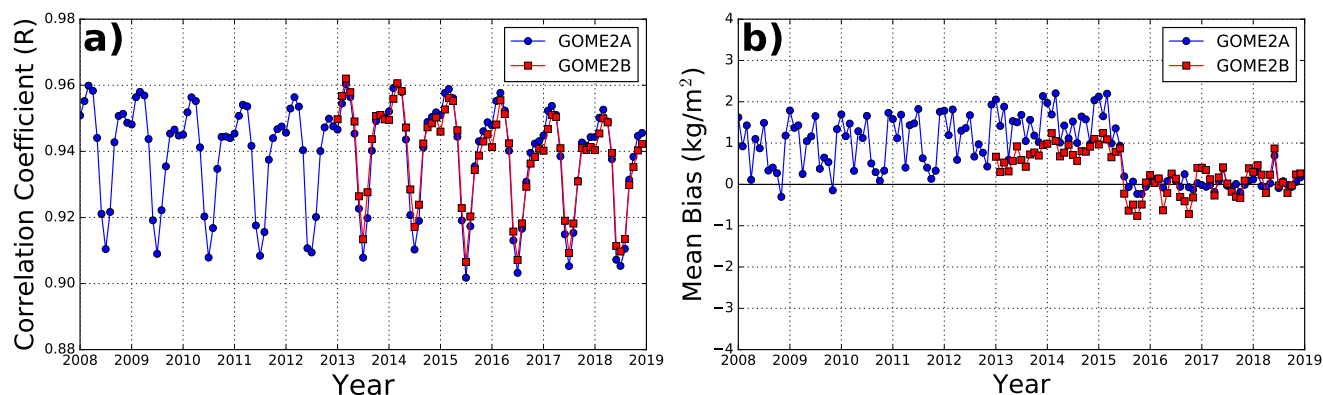 a)
GOME2A
GOME2B
Correlation Coefficient (R)
0.98
0.96
0.94
0.92
0.90
0.88
2008 2009 2010 2011 2012 2013 2014 2015 2016 2017 2018 2019
Year
b)
GOME2A
GOME2B
Mean Bias (kg/m²)
4
3
2
1
0
−1
−2
−3
−4
2008 2009 2010 2011 2012 2013 2014 2015 2016 2017 2018 2019
Year